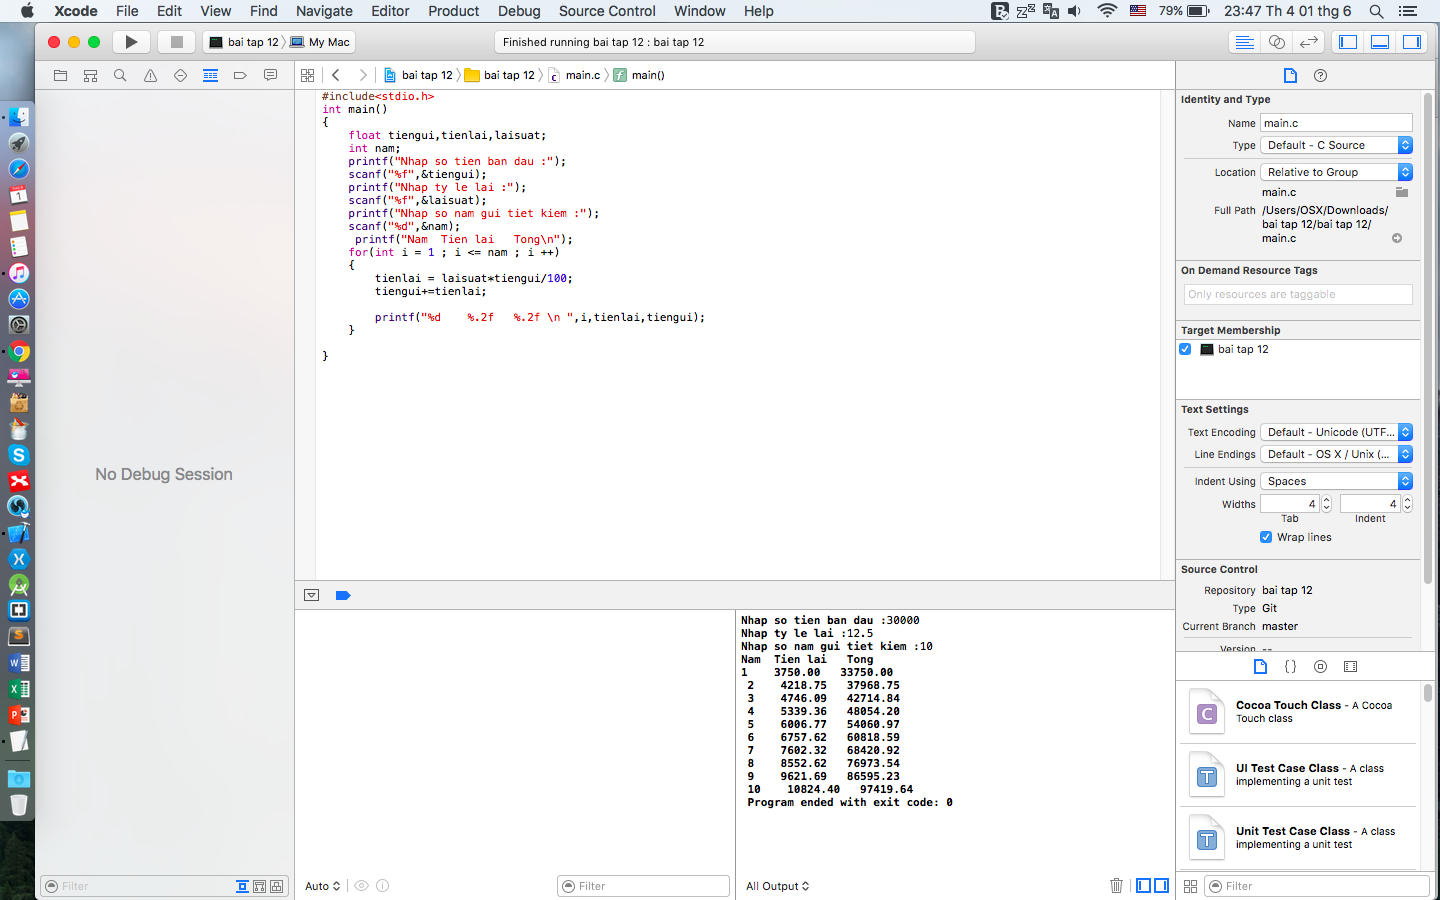 Xcode File Edit View Find Navigate Editor Product Debug Source Control Window Help 79% 23:47 Th 4 01 thg 6
bai tap 12 My Mac Finished running bai tap 12 : bai tap 12
bai tap 12 bai tap 12 main.c main()
#include<stdio.h>
int main()
{
float tiengui,tienlai,laisuat;
int nam;
printf("Nhap so tien ban dau :");
scanf("%f",&tiengui);
printf("Nhap ty le lai :");
scanf("%f",&laisuat);
printf("Nhap so nam gui tiet kiem :");
scanf("%d",&nam);
printf("Nam  Tien lai   Tong\n");
for(int i = 1 ; i <= nam ; i ++)
{
tienlai = laisuat*tiengui/100;
tiengui+=tienlai;
printf("%d    %.2f   %.2f \n ",i,tienlai,tiengui);
}
}
No Debug Session
Filter
Nhap so tien ban dau :30000
Nhap ty le lai :12.5
Nhap so nam gui tiet kiem :10
Nam  Tien lai   Tong
1    3750.00   33750.00
2    4218.75   37968.75
3    4746.09   42714.84
4    5339.36   48054.20
5    6006.77   54060.97
6    6757.62   60818.59
7    7602.32   68420.92
8    8552.62   76973.54
9    9621.69   86595.23
10    10824.40   97419.64
Program ended with exit code: 0
Auto Filter All Output
Identity and Type
Name main.c
Type Default - C Source
Location Relative to Group
main.c
Full Path /Users/OSX/Downloads/
bai tap 12/bai tap 12/
main.c
On Demand Resource Tags
Only resources are taggable
Target Membership
bai tap 12
Text Settings
Text Encoding Default - Unicode (UTF...
Line Endings Default - OS X / Unix (...
Indent Using Spaces
Widths 4 4
Tab Indent
Wrap lines
Source Control
Repository bai tap 12
Type Git
Current Branch master
Version --
Cocoa Touch Class - A Cocoa
Touch class
UI Test Case Class - A class
implementing a unit test
Unit Test Case Class - A class
implementing a unit test
Filter